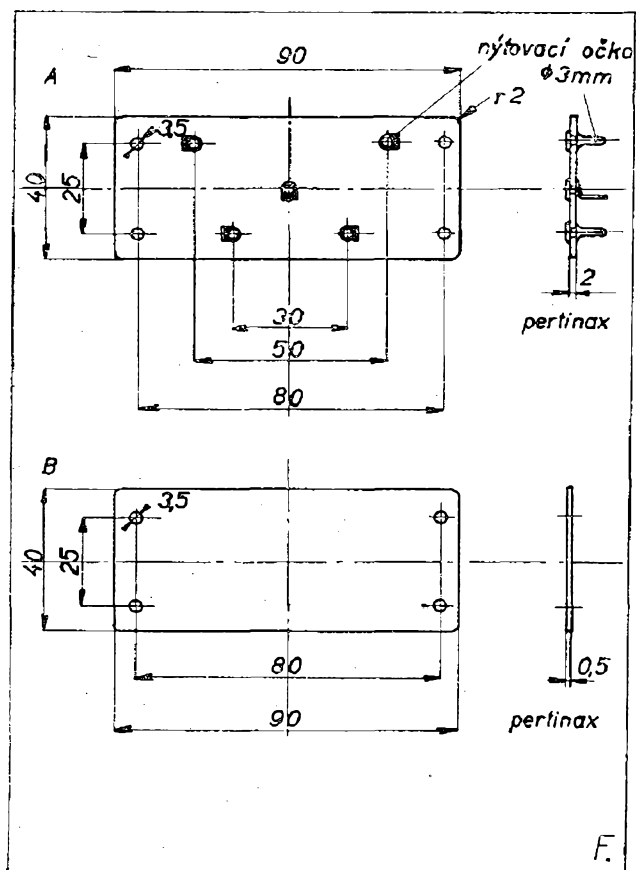 A
90
nýtovací očko
ϕ3mm
r2
3,5
40
25
2
pertinax
30
50
80
B
3,5
40
25
80
0,5
90
pertinax
F.